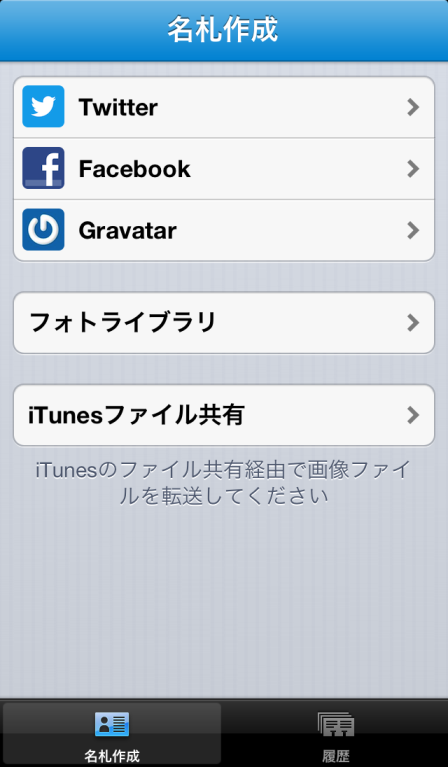 名札作成
Twitter
Facebook
Gravatar
フォトライブラリ
iTunesファイル共有
iTunesのファイル共有経由で画像ファイ
ルを転送してください
名札作成
履歴